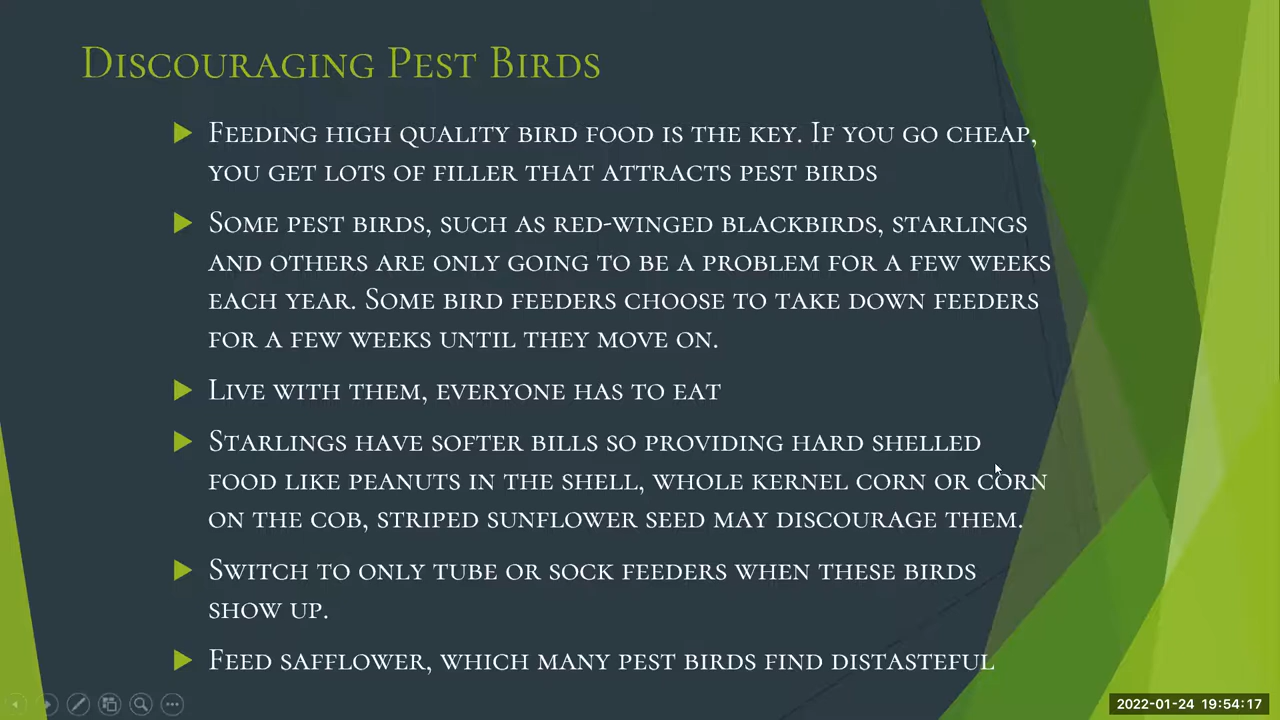 Discouraging Pest Birds
Feeding high quality bird food is the key. If you go cheap,
you get lots of filler that attracts pest birds
Some pest birds, such as red-winged blackbirds, starlings
and others are only going to be a problem for a few weeks
each year. Some bird feeders choose to take down feeders
for a few weeks until they move on.
Live with them, everyone has to eat
Starlings have softer bills so providing hard shelled
food like peanuts in the shell, whole kernel corn or corn
on the cob, striped sunflower seed may discourage them.
Switch to only tube or sock feeders when these birds
show up.
Feed safflower, which many pest birds find distasteful
2022-01-24 19:54:17